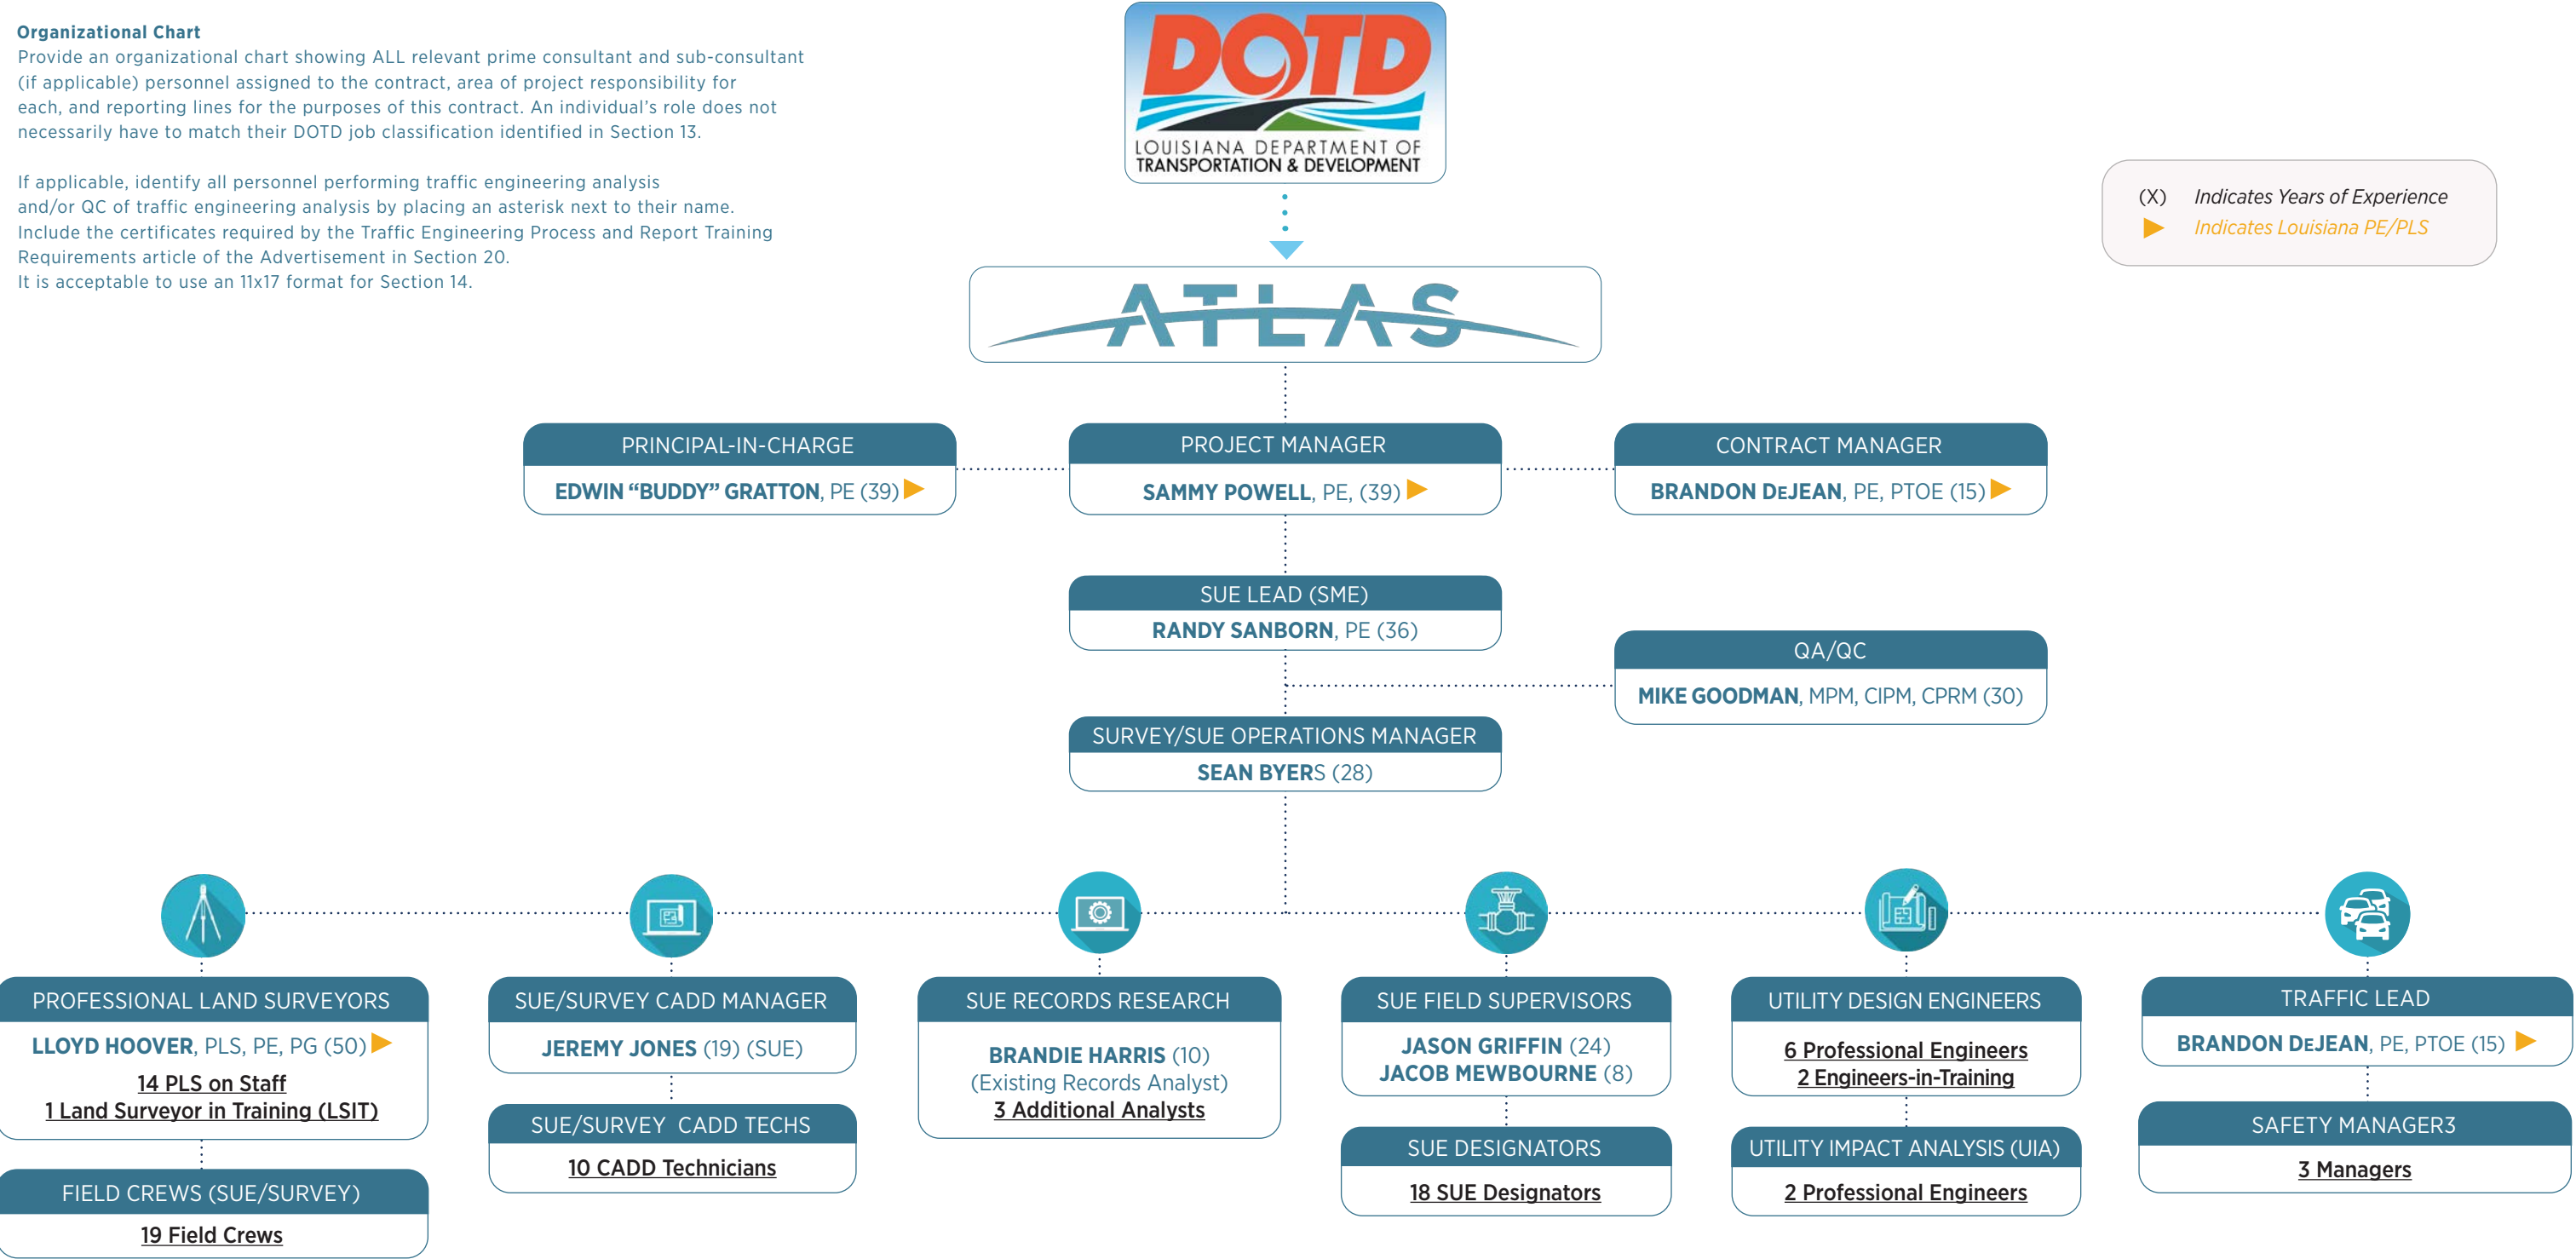 Organizational Chart
Provide an organizational chart showing ALL relevant prime consultant and sub-consultant
(if applicable) personnel assigned to the contract, area of project responsibility for
each, and reporting lines for the purposes of this contract. An individual's role does not
necessarily have to match their DOTD job classification identified in Section 13.
If applicable, identify all personnel performing traffic engineering analysis
and/or QC of traffic engineering analysis by placing an asterisk next to their name.
Include the certificates required by the Traffic Engineering Process and Report Training
Requirements article of the Advertisement in Section 20.
It is acceptable to use an 11x17 format for Section 14.
DOTD
LOUISIANA DEPARTMENT OF
TRANSPORTATION & DEVELOPMENT
(X) Indicates Years of Experience
▶ Indicates Louisiana PE/PLS
ATLAS
PRINCIPAL-IN-CHARGE
EDWIN “BUDDY” GRATTON, PE (39) ▶
PROJECT MANAGER
SAMMY POWELL, PE, (39) ▶
CONTRACT MANAGER
BRANDON DEJEAN, PE, PTOE (15) ▶
SUE LEAD (SME)
RANDY SANBORN, PE (36)
QA/QC
MIKE GOODMAN, MPM, CIPM, CPRM (30)
SURVEY/SUE OPERATIONS MANAGER
SEAN BYERS (28)
PROFESSIONAL LAND SURVEYORS
LLOYD HOOVER, PLS, PE, PG (50) ▶
14 PLS on Staff
1 Land Surveyor in Training (LSIT)
FIELD CREWS (SUE/SURVEY)
19 Field Crews
SUE/SURVEY CADD MANAGER
JEREMY JONES (19) (SUE)
SUE/SURVEY CADD TECHS
10 CADD Technicians
SUE RECORDS RESEARCH
BRANDIE HARRIS (10)
(Existing Records Analyst)
3 Additional Analysts
SUE FIELD SUPERVISORS
JASON GRIFFIN (24)
JACOB MEWBOURNE (8)
SUE DESIGNATORS
18 SUE Designators
UTILITY DESIGN ENGINEERS
6 Professional Engineers
2 Engineers-in-Training
UTILITY IMPACT ANALYSIS (UIA)
2 Professional Engineers
TRAFFIC LEAD
BRANDON DEJEAN, PE, PTOE (15) ▶
SAFETY MANAGER3
3 Managers